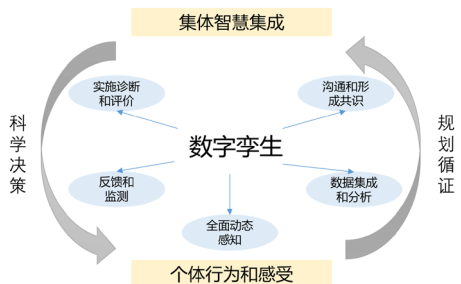 集体智慧集成
实施诊断
和评价
沟通和形
成共识
科学决策
数字孪生
规划循证
反馈和
监测
数据集成
和分析
全面动态
感知
个体行为和感受